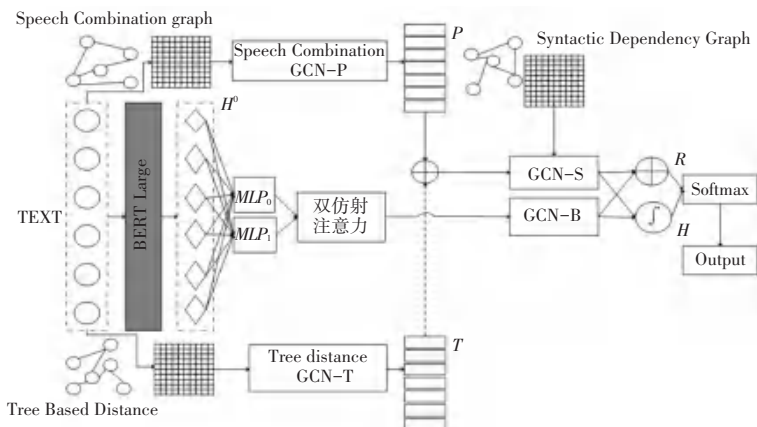 Speech Combination graph
Speech Combination
GCN-P
P
Syntactic Dependency Graph
H⁰
TEXT
BERT Large
MLP₀
MLP₁
双仿射
注意力
GCN-S
GCN-B
R
∫
H
Softmax
Output
Tree distance
GCN-T
T
Tree Based Distance